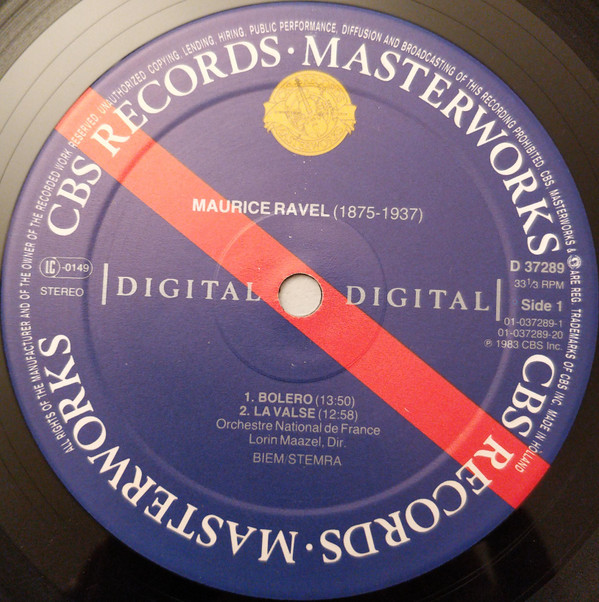 ALL RIGHTS OF THE MANUFACTURER AND OF THE OWNER OF THE RECORDED WORK RESERVED. UNAUTHORIZED COPYING, LENDING, HIRING, PUBLIC PERFORMANCE, DIFFUSION AND BROADCASTING OF THIS RECORDING PROHIBITED. CBS, MASTERWORKS & ARE REG. TRADEMARKS OF CBS INC. MADE IN HOLLAND
CBS RECORDS · MASTERWORKS
MAURICE RAVEL (1875-1937)
LC -0149
STEREO
DIGITAL DIGITAL
D 37289
33⅓ RPM
Side 1
01-037289-1
01-037289-20
℗ 1983 CBS Inc.
1. BOLERO (13:50)
2. LA VALSE (12:58)
Orchestre National de France
Lorin Maazel, Dir.
BIEM/STEMRA
CBS RECORDS · MASTERWORKS